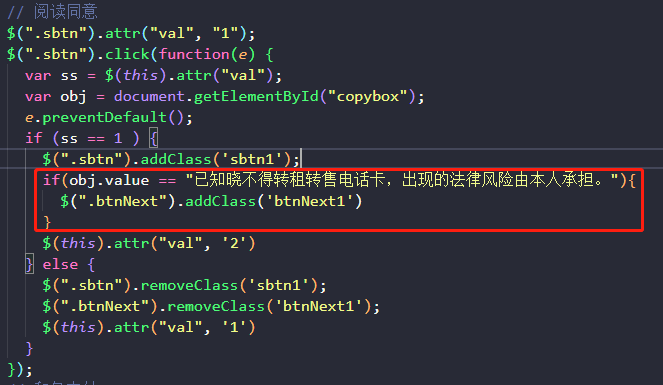 // 阅读同意
$(".sbtn").attr("val", "1");
$(".sbtn").click(function(e) {
var ss = $(this).attr("val");
var obj = document.getElementById("copybox");
e.preventDefault();
if (ss == 1 ) {
$(".sbtn").addClass('sbtn1');
if(obj.value == "已知晓不得转租转售电话卡，出现的法律风险由本人承担。"){
$(".btnNext").addClass('btnNext1')
}
$(this).attr("val", '2')
} else {
$(".sbtn").removeClass('sbtn1');
$(".btnNext").removeClass('btnNext1');
$(this).attr("val", '1')
}
});